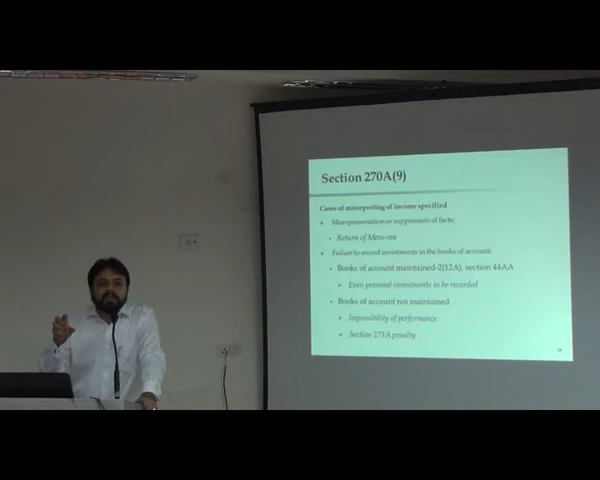 Section 270A(9)
Cases of misreporting of income specified
Misrepresentation or suppression of facts;
Return of Mens-rea
Failure to record investments in the books of account;
Books of account maintained-2(12A), section 44AA
Even personal investments to be recorded
Books of account not maintained
Impossibility of performance
Section 271A penalty